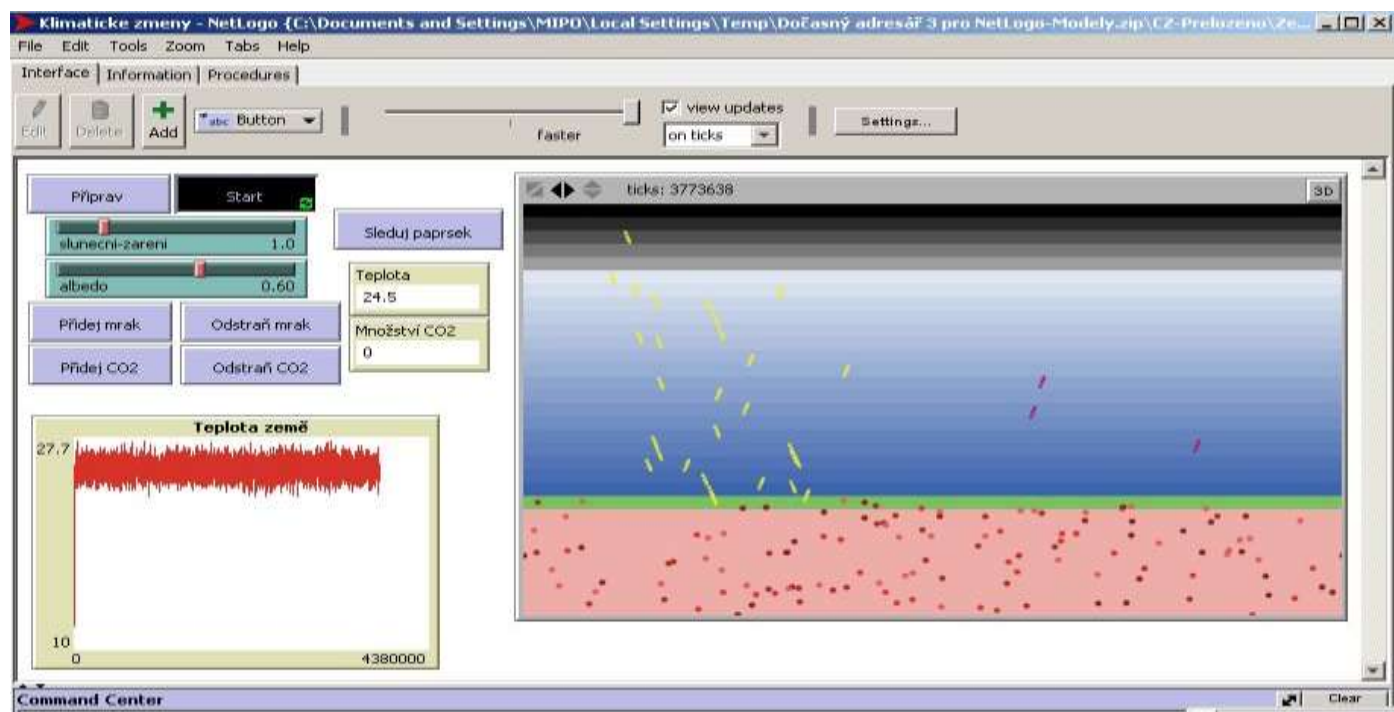 Klimaticke zmeny - NetLogo {C:\Documents and Settings\MIPO\Local Settings\Temp\Dočasný adresář 3 pro NetLogo-Modely.zip\CZ-Prelozeno\Ze...
File Edit Tools Zoom Tabs Help
Interface Information Procedures
Edit Delete Add abc Button faster view updates on ticks Settings...
Připrav Start
slunecni-zareni 1.0
albedo 0.60
Sleduj paprsek
Teplota
24.5
Množství CO2
0
Přidej mrak Odstraň mrak
Přidej CO2 Odstraň CO2
Teplota země
27.7
10
0 4380000
ticks: 3773638 3D
Command Center Clear